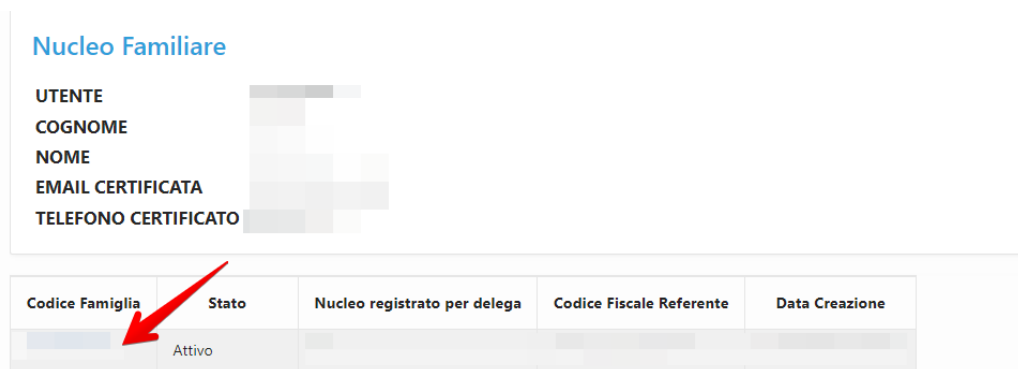 Nucleo Familiare
UTENTE
COGNOME
NOME
EMAIL CERTIFICATA
TELEFONO CERTIFICATO
Codice Famiglia Stato Nucleo registrato per delega Codice Fiscale Referente Data Creazione
Attivo